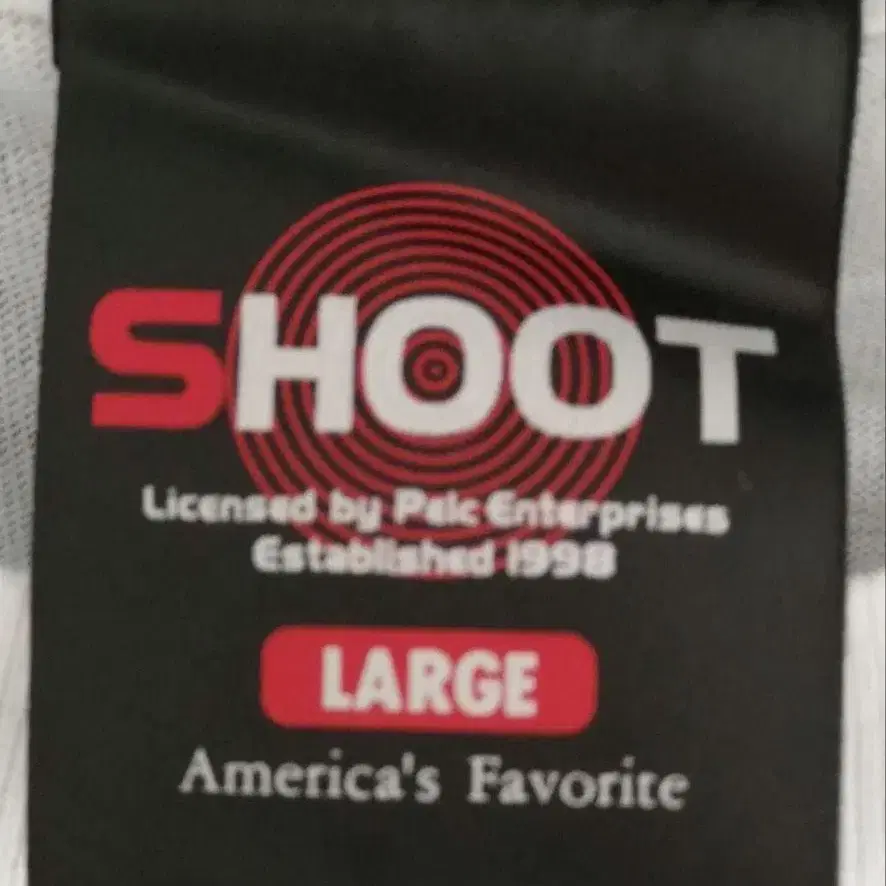 SHOOT
Licensed by Pelc Enterprises
Established 1998
LARGE
America's Favorite